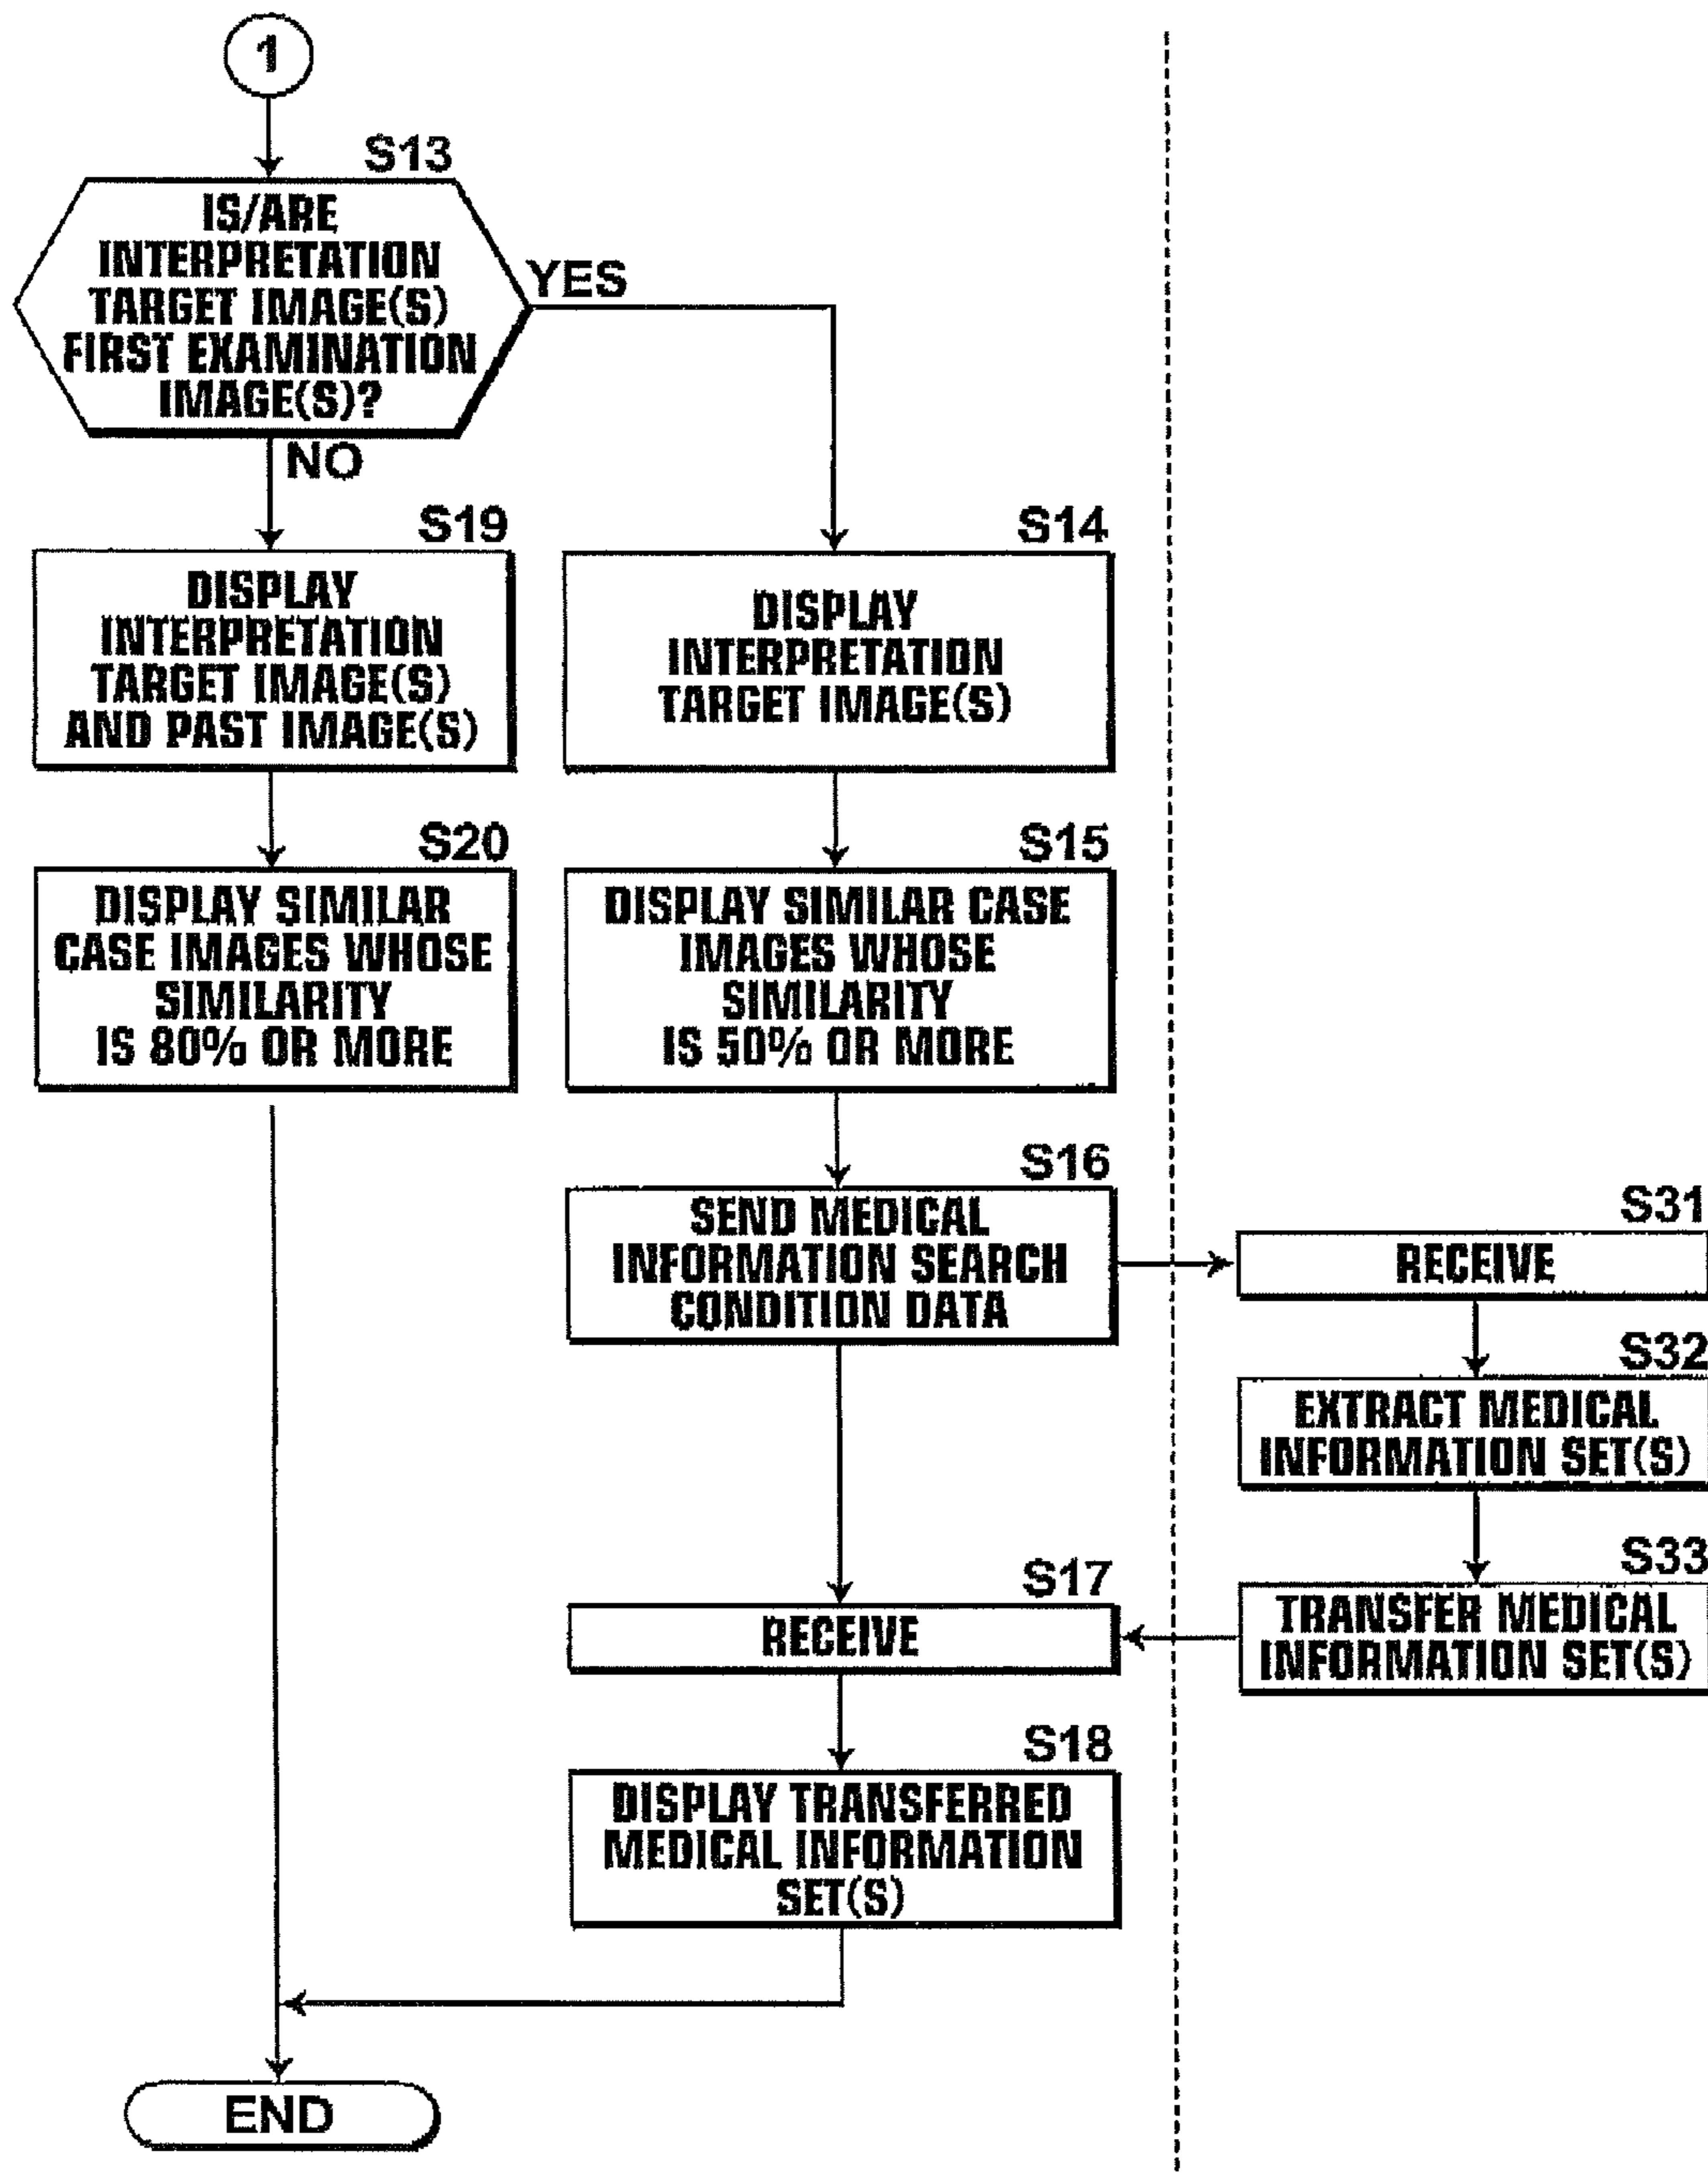 1
S13
IS/ARE
INTERPRETATION
TARGET IMAGE(S)
FIRST EXAMINATION
IMAGE(S)?
YES
NO
S19
DISPLAY
INTERPRETATION
TARGET IMAGE(S)
AND PAST IMAGE(S)
S14
DISPLAY
INTERPRETATION
TARGET IMAGE(S)
S20
DISPLAY SIMILAR
CASE IMAGES WHOSE
SIMILARITY
IS 80% OR MORE
S15
DISPLAY SIMILAR CASE
IMAGES WHOSE
SIMILARITY
IS 50% OR MORE
S16
SEND MEDICAL
INFORMATION SEARCH
CONDITION DATA
S31
RECEIVE
S32
EXTRACT MEDICAL
INFORMATION SET(S)
S33
TRANSFER MEDICAL
INFORMATION SET(S)
S17
RECEIVE
S18
DISPLAY TRANSFERRED
MEDICAL INFORMATION
SET(S)
END